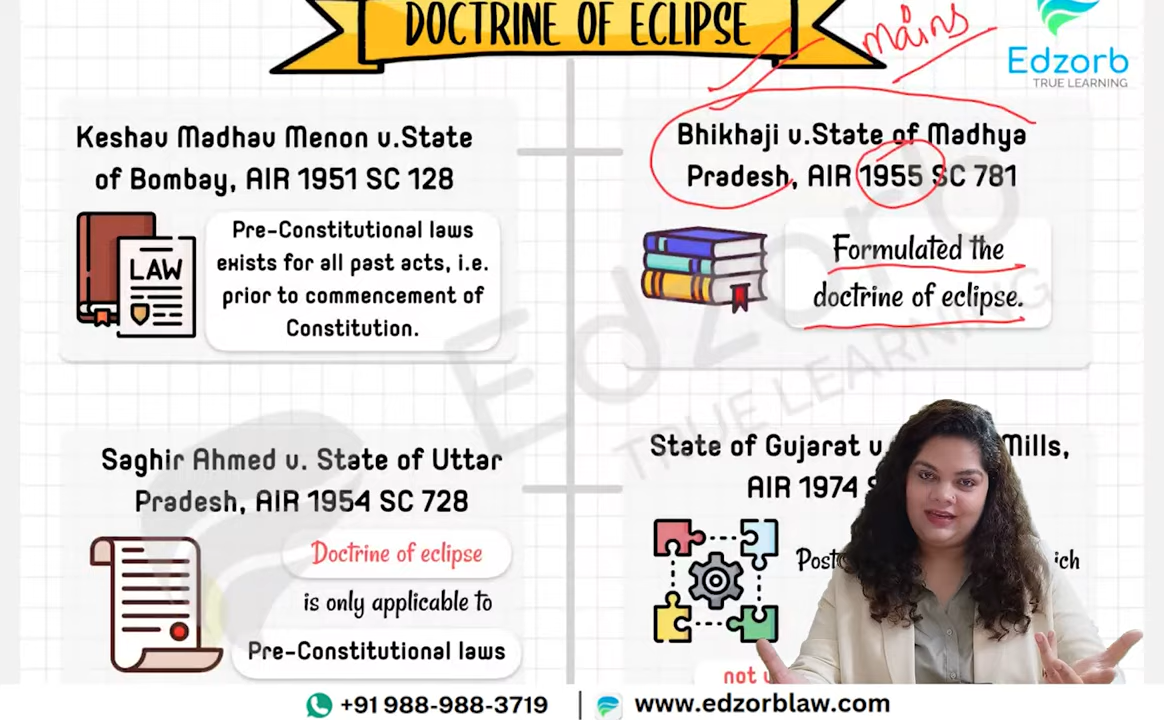 DOCTRINE OF ECLIPSE
mains
Edzorb
TRUE LEARNING
Keshav Madhav Menon v.State
of Bombay, AIR 1951 SC 128
LAW
Pre-Constitutional laws
exists for all past acts, i.e.
prior to commencement of
Constitution.
Bhikhaji v.State of Madhya
Pradesh, AIR 1955 SC 781
Formulated the
doctrine of eclipse.
Edzorb
TRUE LEARNING
Saghir Ahmed v. State of Uttar
Pradesh, AIR 1954 SC 728
Doctrine of eclipse
is only applicable to
Pre-Constitutional laws
State of Gujarat v. Mills,
AIR 1974
not
+91 988-988-3719
www.edzorblaw.com